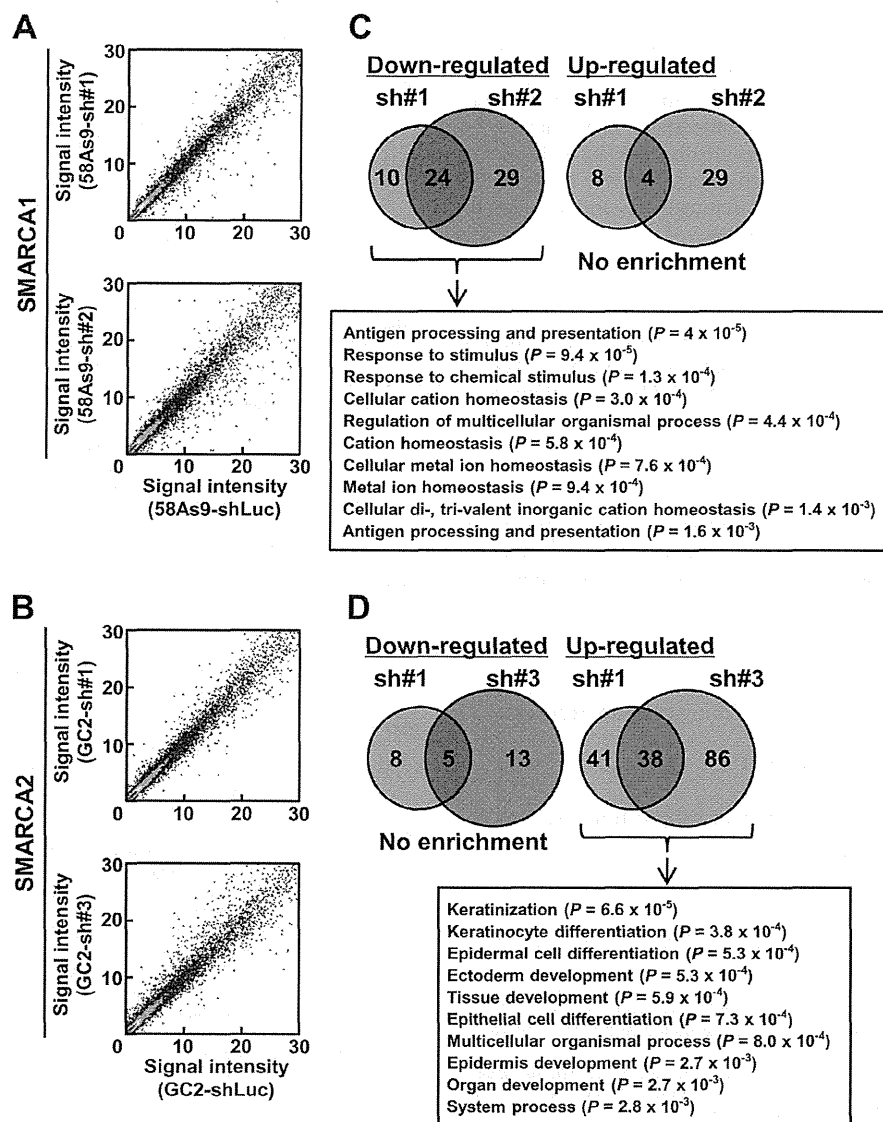 A
SMARCA1
Signal intensity
(58As9-sh#1)
30
20
10
0
10
20
30
Signal intensity
(58As9-sh#2)
30
20
10
0
10
20
30
Signal intensity
(58As9-shLuc)
C
Down-regulated
sh#1
sh#2
10
24
29
Up-regulated
sh#1
sh#2
8
4
29
No enrichment
Antigen processing and presentation (P = 4 x 10⁻⁵)
Response to stimulus (P = 9.4 x 10⁻⁵)
Response to chemical stimulus (P = 1.3 x 10⁻⁴)
Cellular cation homeostasis (P = 3.0 x 10⁻⁴)
Regulation of multicellular organismal process (P = 4.4 x 10⁻⁴)
Cation homeostasis (P = 5.8 x 10⁻⁴)
Cellular metal ion homeostasis (P = 7.6 x 10⁻⁴)
Metal ion homeostasis (P = 9.4 x 10⁻⁴)
Cellular di-, tri-valent inorganic cation homeostasis (P = 1.4 x 10⁻³)
Antigen processing and presentation (P = 1.6 x 10⁻³)
B
SMARCA2
Signal intensity
(GC2-sh#1)
30
20
10
0
10
20
30
Signal intensity
(GC2-sh#3)
30
20
10
0
10
20
30
Signal intensity
(GC2-shLuc)
D
Down-regulated
sh#1
sh#3
8
5
13
No enrichment
Up-regulated
sh#1
sh#3
41
38
86
Keratinization (P = 6.6 x 10⁻⁵)
Keratinocyte differentiation (P = 3.8 x 10⁻⁴)
Epidermal cell differentiation (P = 5.3 x 10⁻⁴)
Ectoderm development (P = 5.3 x 10⁻⁴)
Tissue development (P = 5.9 x 10⁻⁴)
Epithelial cell differentiation (P = 7.3 x 10⁻⁴)
Multicellular organismal process (P = 8.0 x 10⁻⁴)
Epidermis development (P = 2.7 x 10⁻³)
Organ development (P = 2.7 x 10⁻³)
System process (P = 2.8 x 10⁻³)